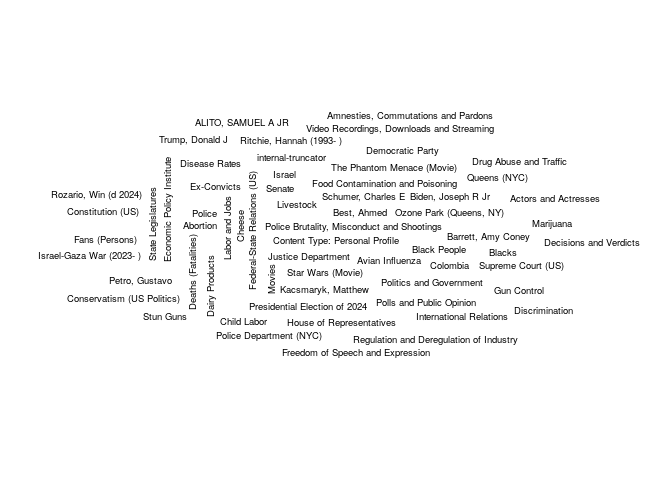 Amnesties, Commutations and Pardons
ALITO, SAMUEL A JR
Video Recordings, Downloads and Streaming
Trump, Donald J
Ritchie, Hannah (1993- )
Democratic Party
internal-truncator
Disease Rates
Drug Abuse and Traffic
The Phantom Menace (Movie)
Israel
Queens (NYC)
Food Contamination and Poisoning
Ex-Convicts
Senate
Rozario, Win (d 2024)
Schumer, Charles E
Biden, Joseph R Jr
Actors and Actresses
Livestock
Constitution (US)
Police
Best, Ahmed
Ozone Park (Queens, NY)
State Legislatures
Economic Policy Institute
Labor and Jobs
Cheese
Federal-State Relations (US)
Abortion
Police Brutality, Misconduct and Shootings
Marijuana
Fans (Persons)
Content Type: Personal Profile
Barrett, Amy Coney
Decisions and Verdicts
Black People
Blacks
Israel-Gaza War (2023- )
Justice Department
Avian Influenza
Colombia
Supreme Court (US)
Deaths (Fatalities)
Dairy Products
Movies
Star Wars (Movie)
Petro, Gustavo
Politics and Government
Kacsmaryk, Matthew
Gun Control
Conservatism (US Politics)
Polls and Public Opinion
Presidential Election of 2024
Discrimination
Stun Guns
International Relations
Child Labor
House of Representatives
Police Department (NYC)
Regulation and Deregulation of Industry
Freedom of Speech and Expression